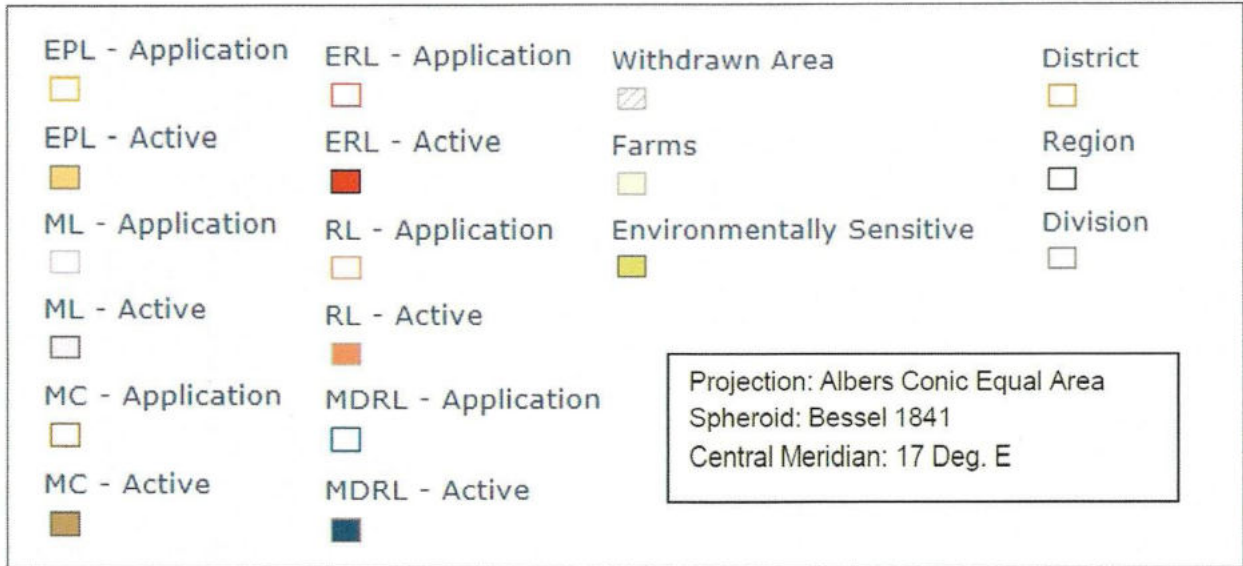 EPL - Application
EPL - Active
ML - Application
ML - Active
MC - Application
MC - Active
ERL - Application
ERL - Active
RL - Application
RL - Active
MDRL - Application
MDRL - Active
Withdrawn Area
Farms
Environmentally Sensitive
District
Region
Division
Projection: Albers Conic Equal Area
Spheroid: Bessel 1841
Central Meridian: 17 Deg. E